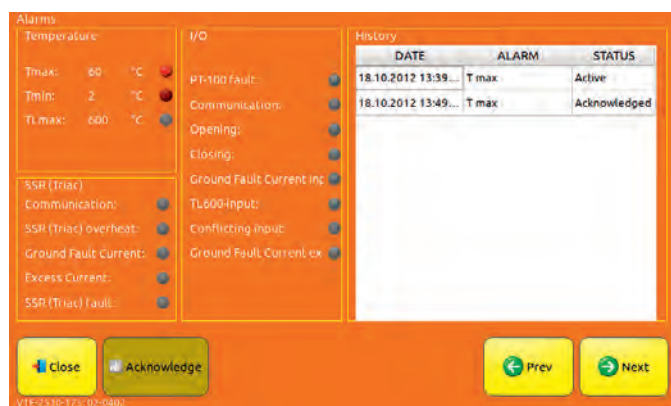 Alarms
Temperature
Tmax: 60 °C
Tmin: 2 °C
TLmax: 600 °C
SSR (Triac)
Communication:
SSR (Triac) overheat:
Ground Fault Current:
Excess Current:
SSR (Triac) fault:
I/O
PT-100 fault:
Communication:
Opening:
Closing:
Ground Fault Current inp
TL600-input:
Conflicting input:
Ground Fault Current ex
History
DATE ALARM STATUS
18.10.2012 13:39... T max Active
18.10.2012 13:49... T max Acknowledged
Close
Acknowledge
Prev
Next